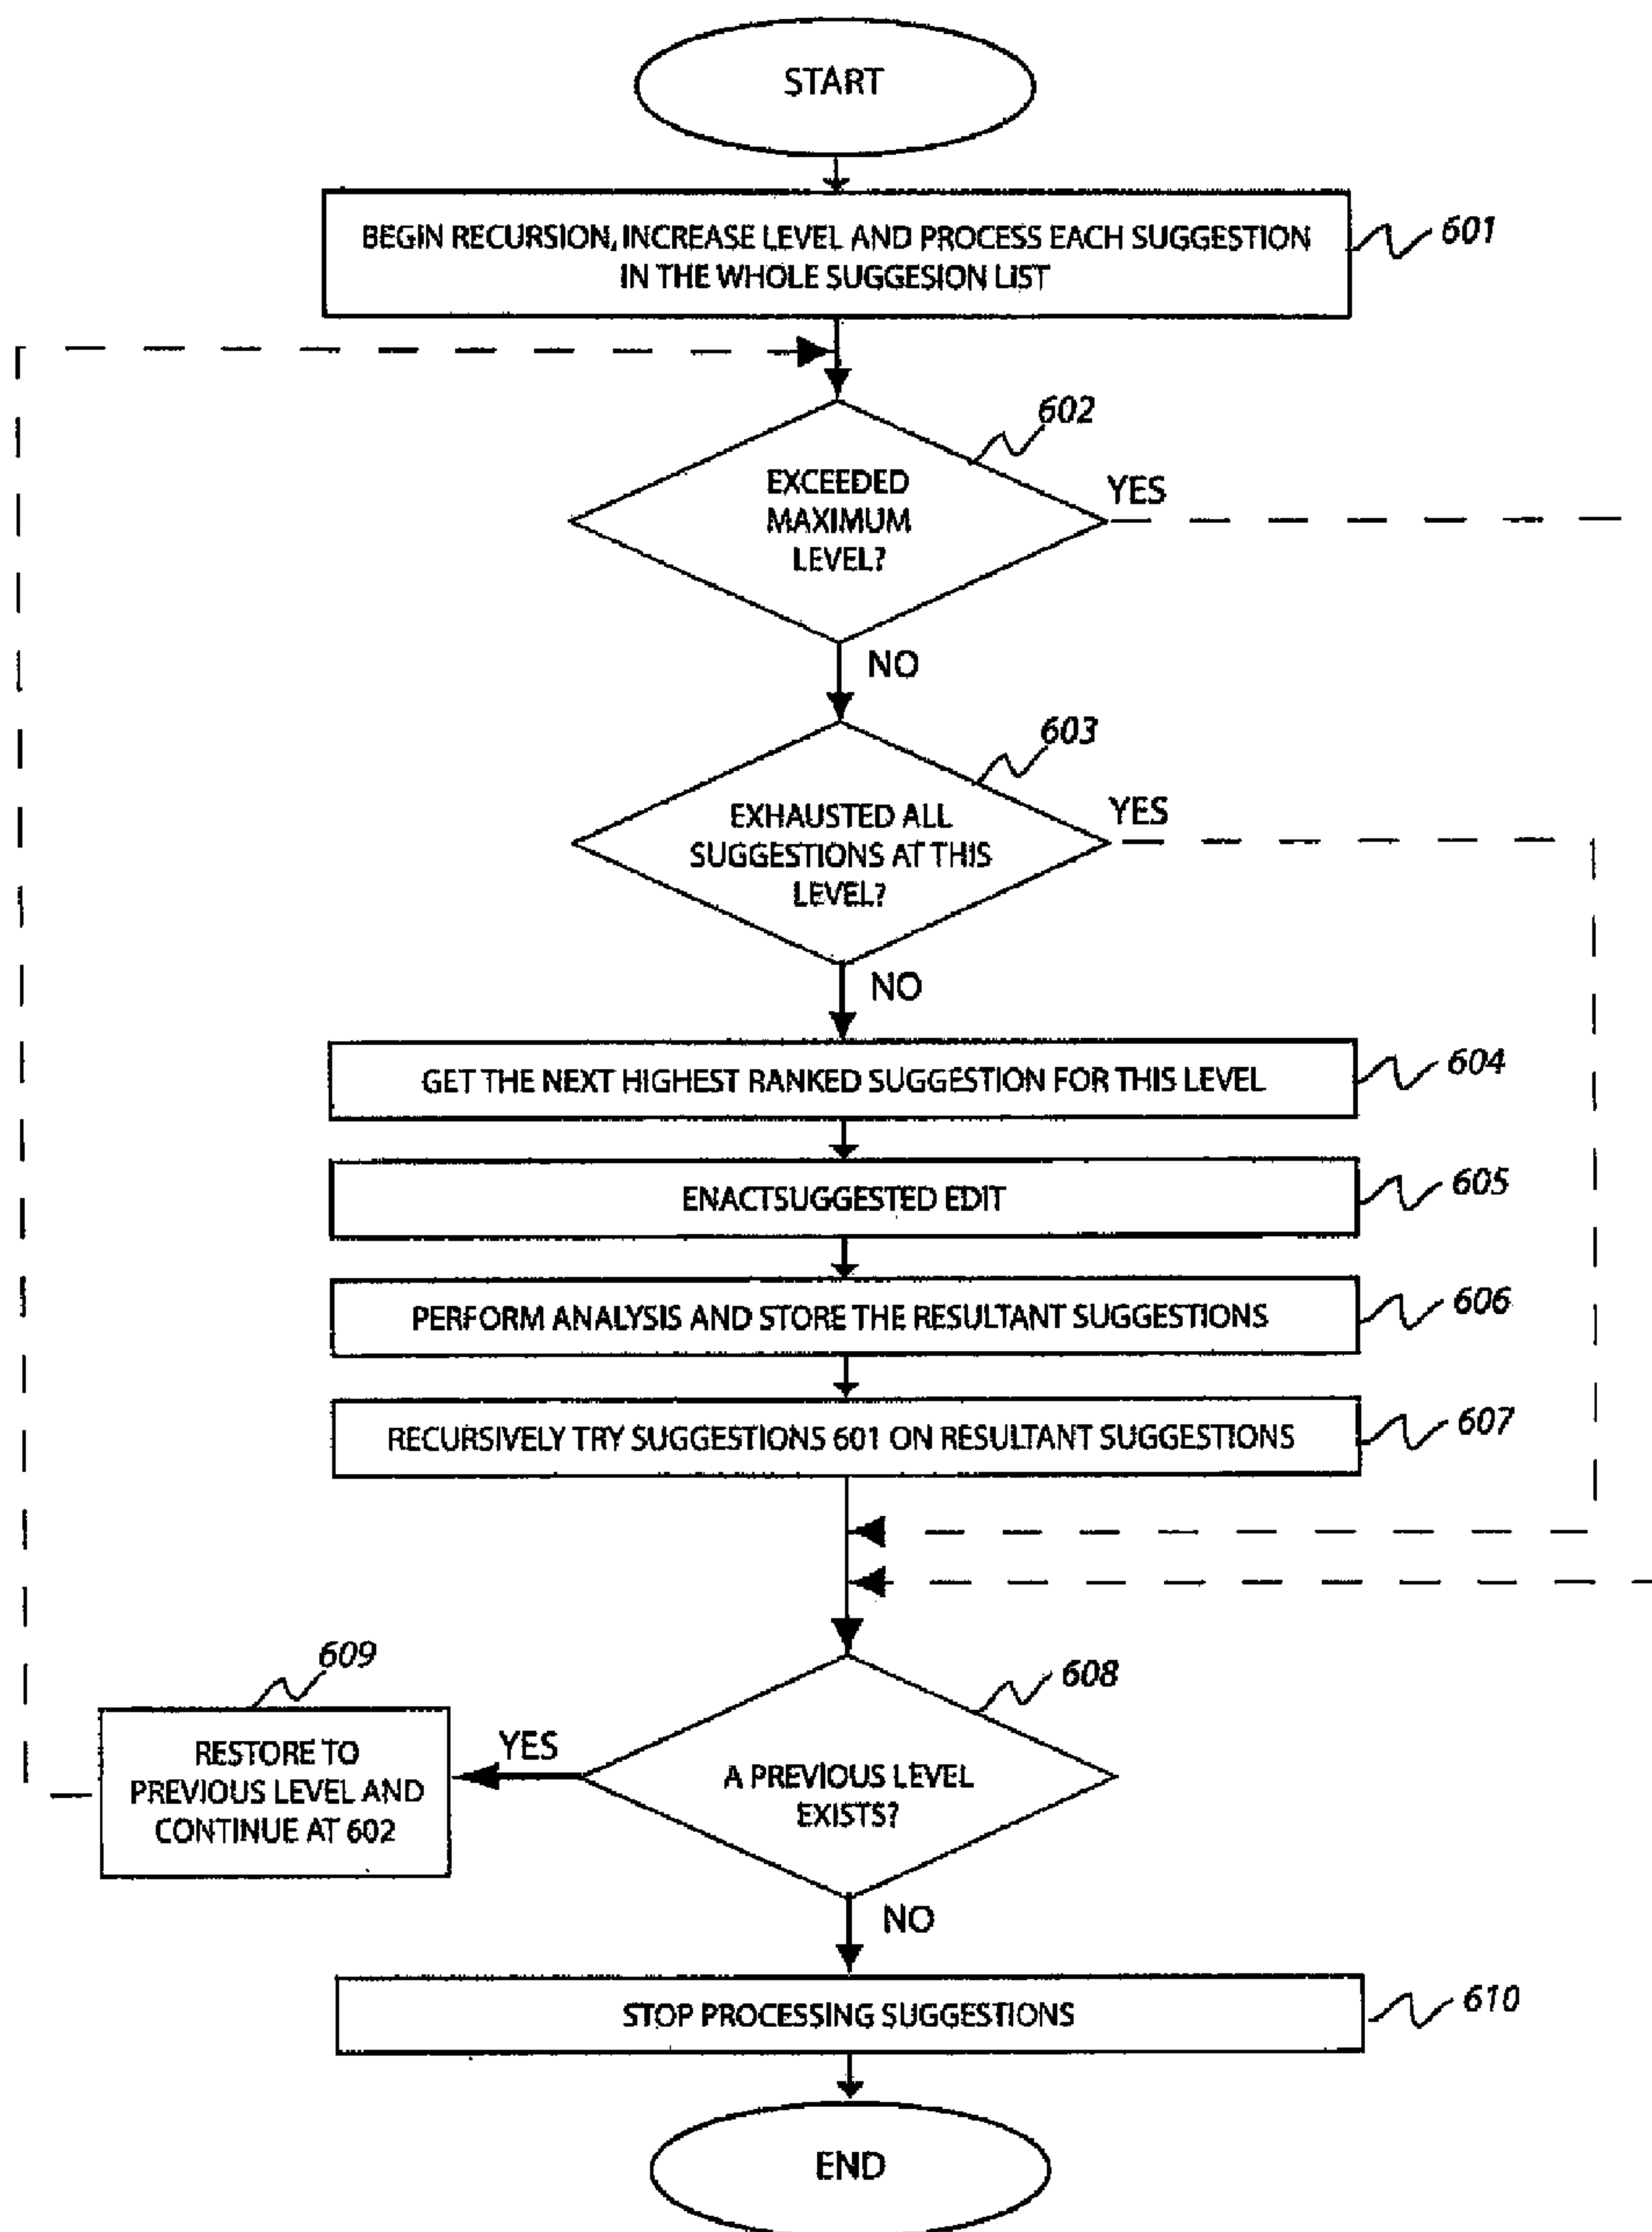 START
BEGIN RECURSION, INCREASE LEVEL AND PROCESS EACH SUGGESTION
IN THE WHOLE SUGGESION LIST
601
602
EXCEEDED
MAXIMUM
LEVEL?
YES
NO
603
EXHAUSTED ALL
SUGGESTIONS AT THIS
LEVEL?
YES
NO
GET THE NEXT HIGHEST RANKED SUGGESTION FOR THIS LEVEL
604
ENACTSUGGESTED EDIT
605
PERFORM ANALYSIS AND STORE THE RESULTANT SUGGESTIONS
606
RECURSIVELY TRY SUGGESTIONS 601 ON RESULTANT SUGGESTIONS
607
608
A PREVIOUS LEVEL
EXISTS?
YES
609
RESTORE TO
PREVIOUS LEVEL AND
CONTINUE AT 602
NO
STOP PROCESSING SUGGESTIONS
610
END